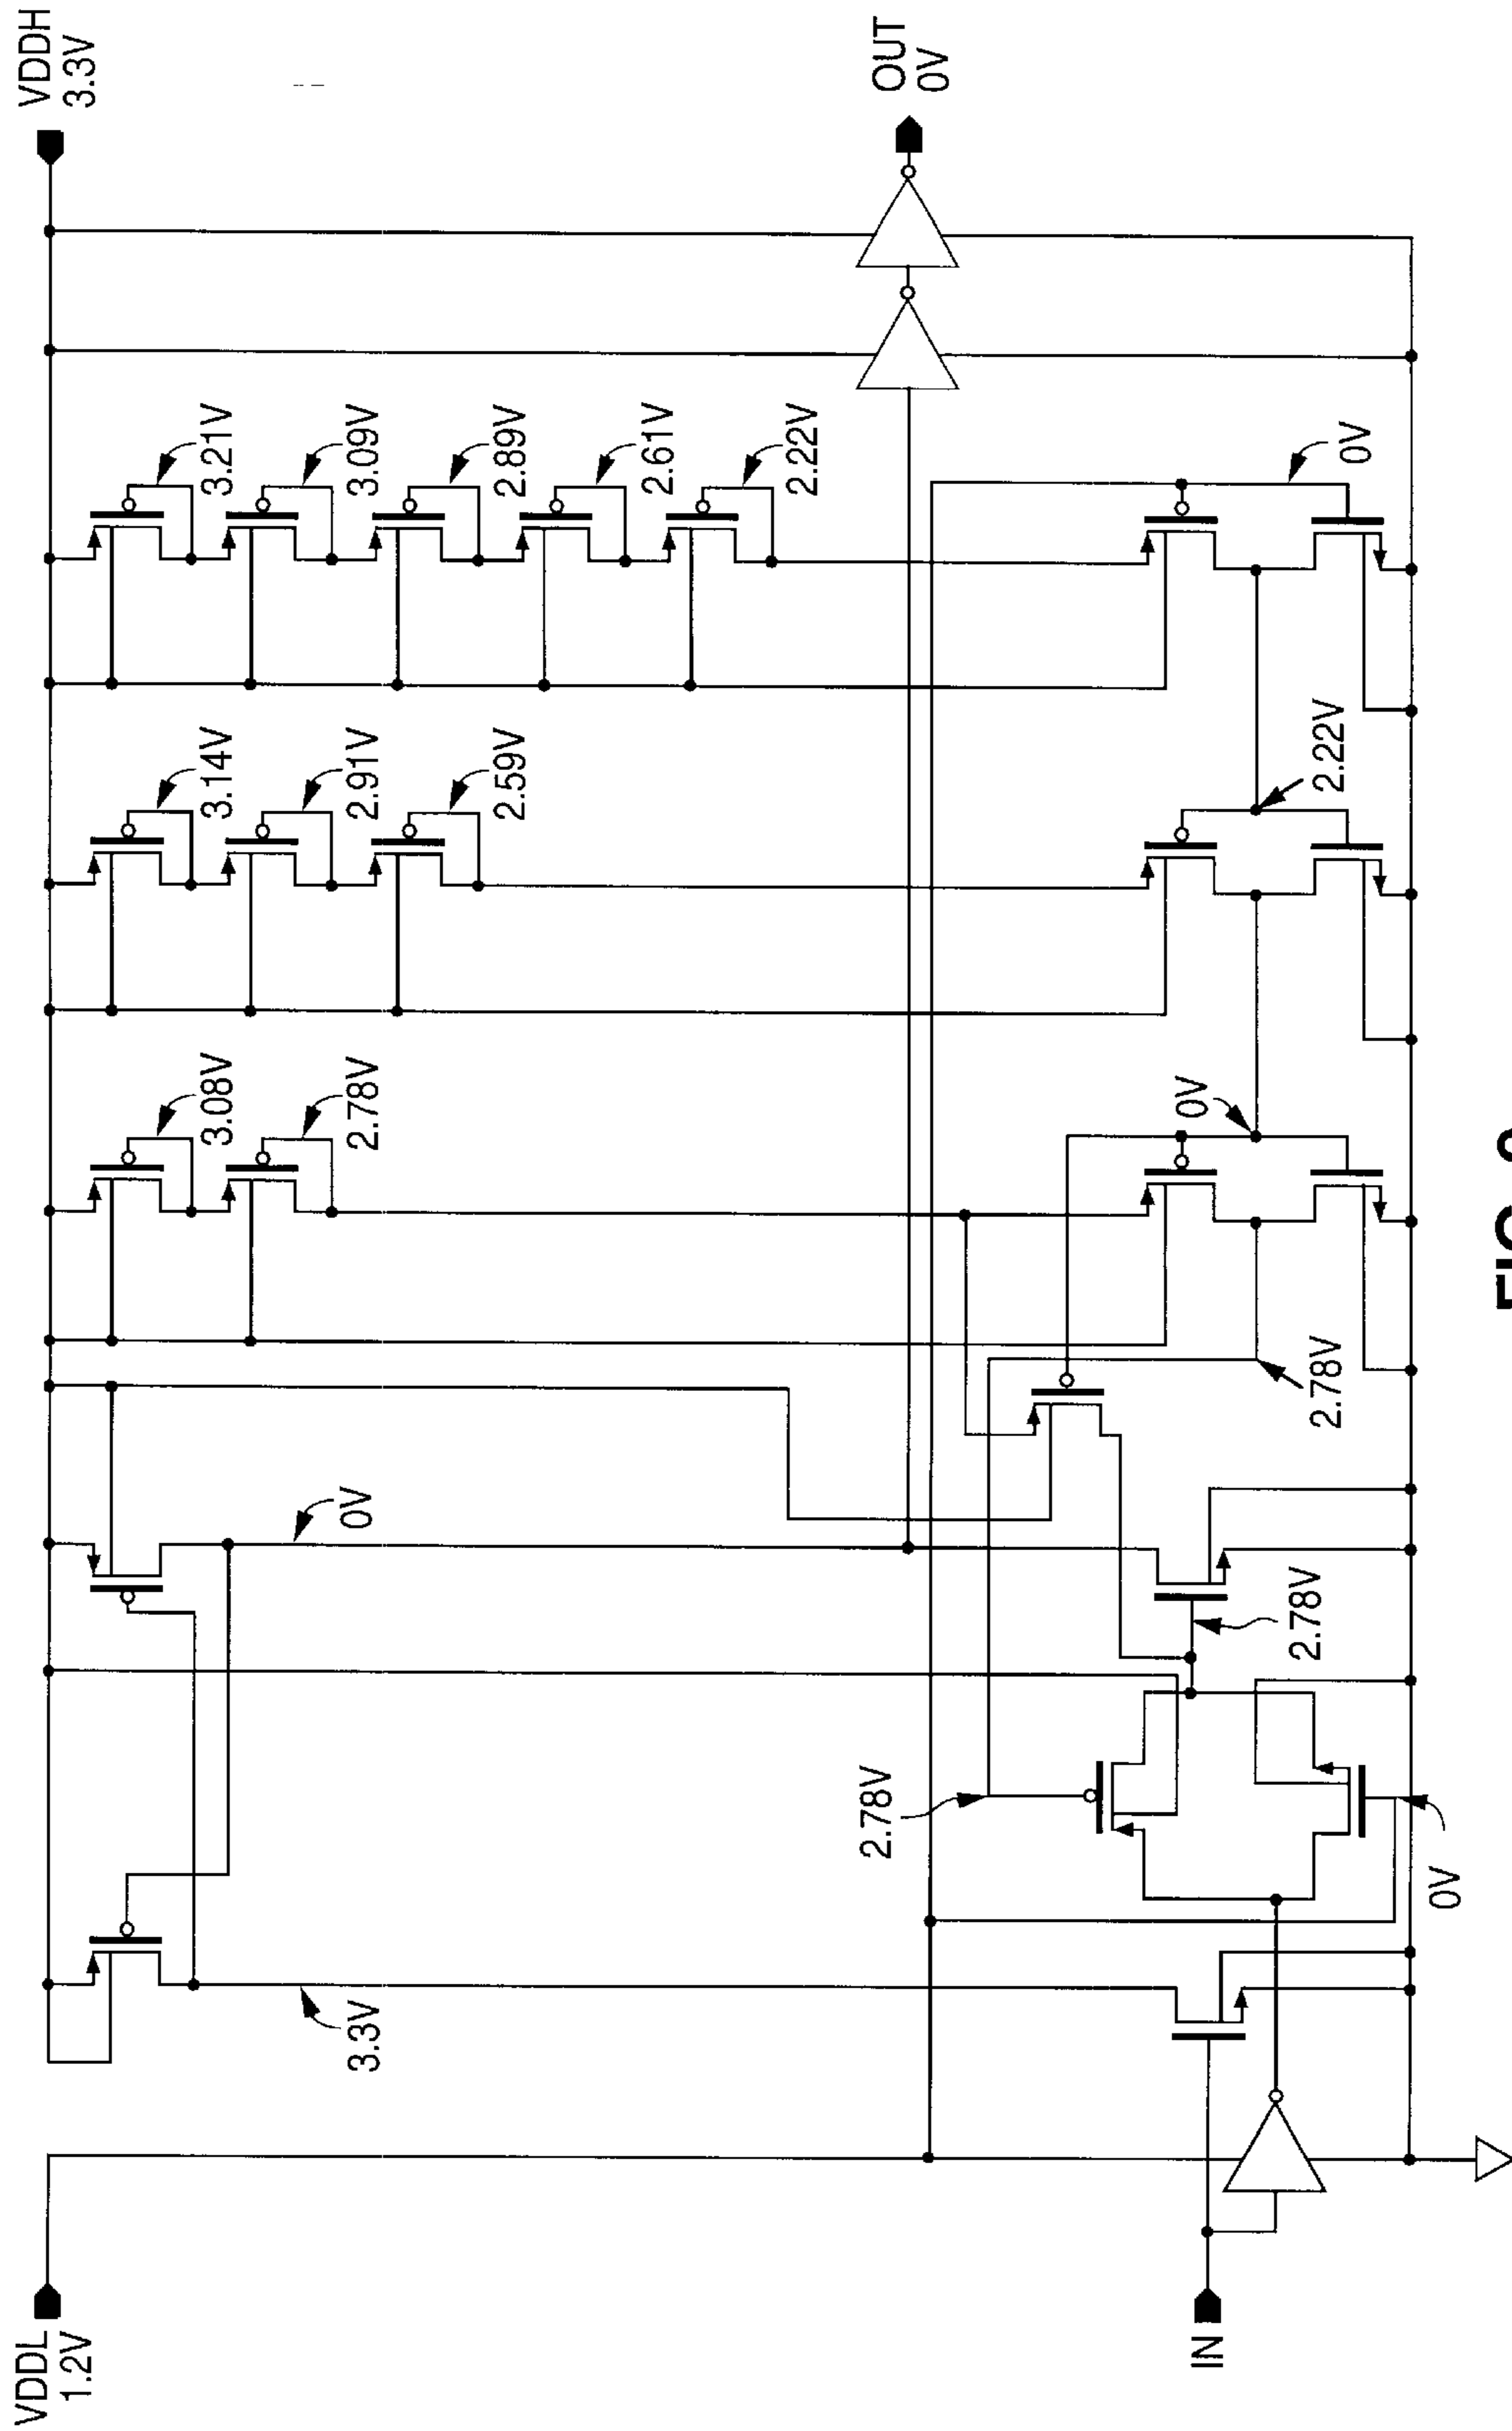 VDDH
3.3V
OUT
0V
3.21V
3.09V
2.89V
2.61V
2.22V
0V
3.14V
2.91V
2.59V
2.22V
3.08V
2.78V
0V
2.78V
0V
2.78V
2.78V
0V
3.3V
VDDL
1.2V
IN